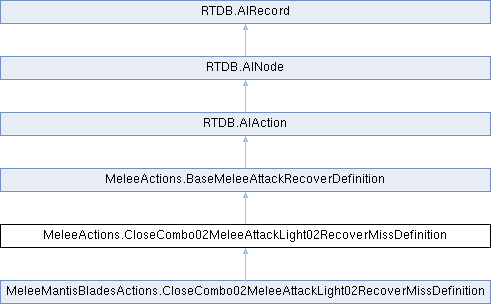 RTDB.AIRecord
RTDB.AINode
RTDB.AIAction
MeleeActions.BaseMeleeAttackRecoverDefinition
MeleeActions.CloseCombo02MeleeAttackLight02RecoverMissDefinition
MeleeMantisBladesActions.CloseCombo02MeleeAttackLight02RecoverMissDefinition